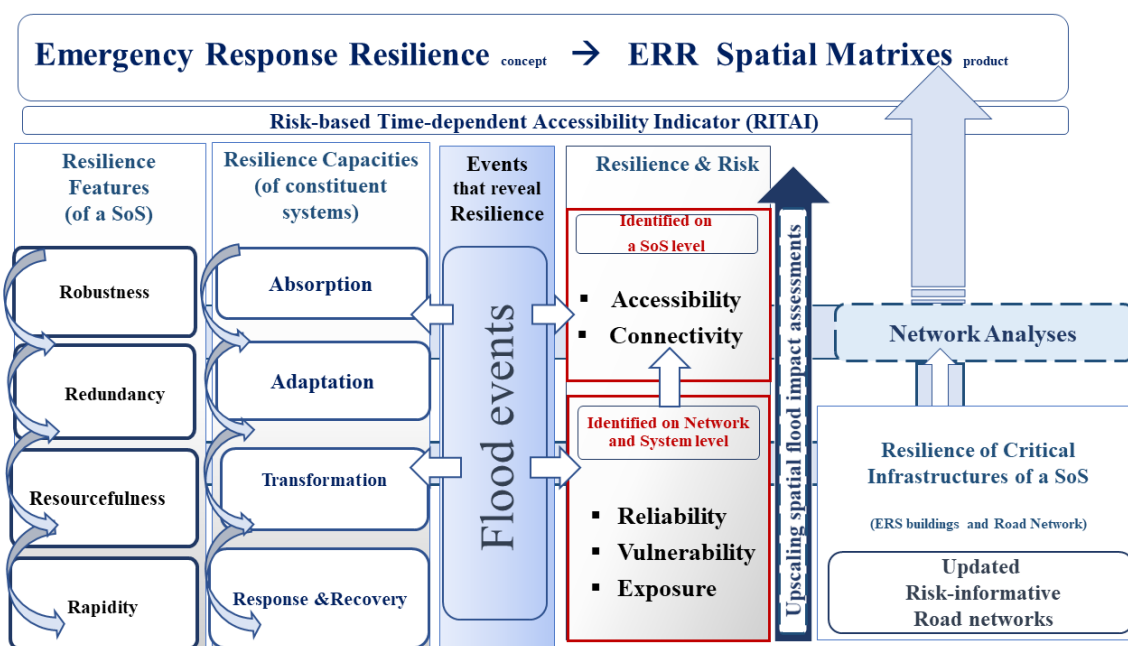 Emergency Response Resilience concept → ERR Spatial Matrixes product
Risk-based Time-dependent Accessibility Indicator (RITAI)
Resilience
Features
(of a SoS)
Robustness
Redundancy
Resourcefulness
Rapidity
Resilience Capacities
(of constituent
systems)
Absorption
Adaptation
Transformation
Response &Recovery
Events
that reveal
Resilience
Flood events
Resilience & Risk
Identified on
a SoS level
▪ Accessibility
▪ Connectivity
Identified on Network
and System level
▪ Reliability
▪ Vulnerability
▪ Exposure
Upscaling spatial flood impact assessments
Network Analyses
Resilience of Critical
Infrastructures of a SoS
(ERS buildings and Road Network)
Updated
Risk-informative
Road networks